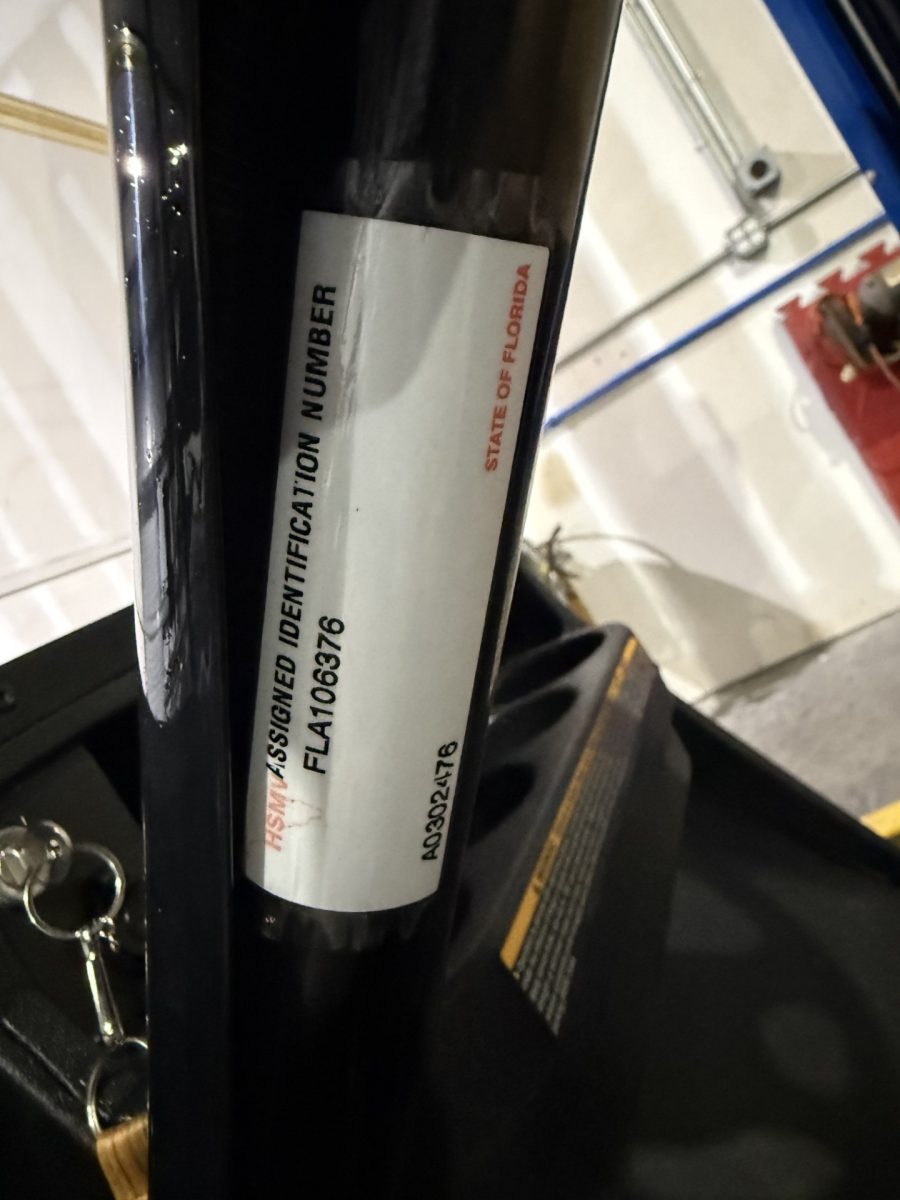 HSMV ASSIGNED IDENTIFICATION NUMBER
FLA106376
A0302476
STATE OF FLORIDA